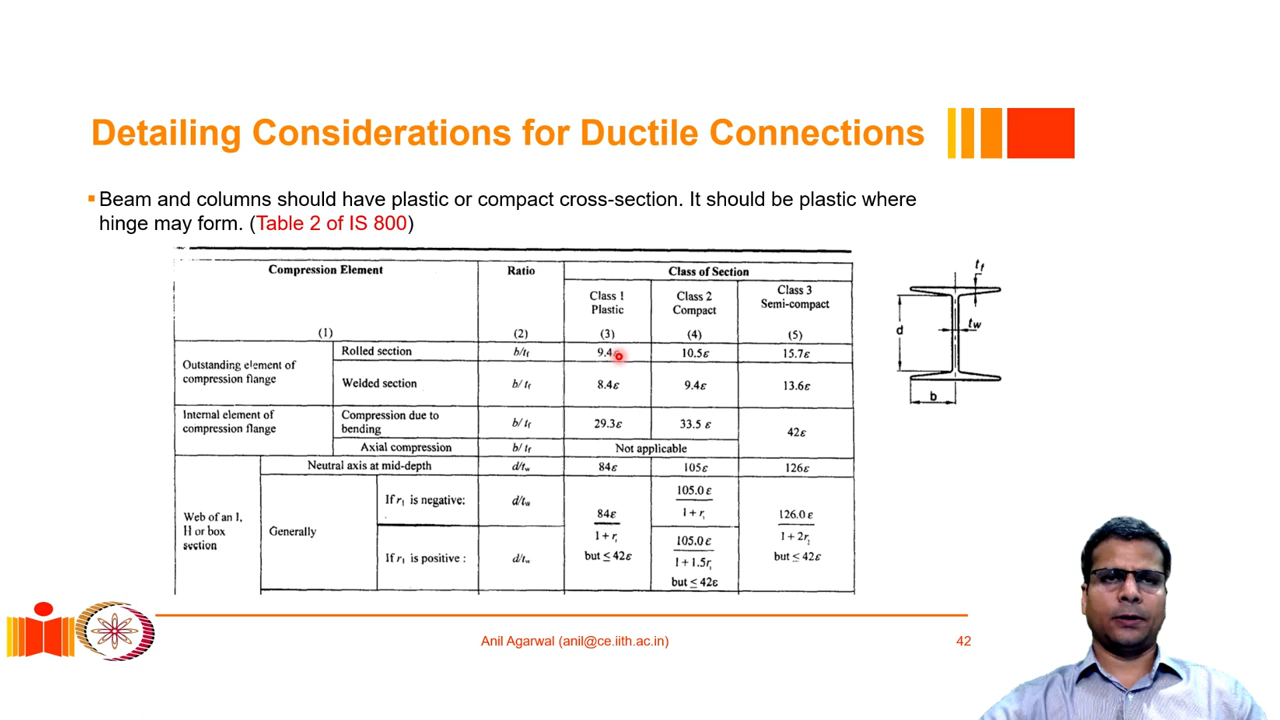 Detailing Considerations for Ductile Connections
Beam and columns should have plastic or compact cross-section. It should be plastic where
hinge may form. (Table 2 of IS 800)
Compression Element Ratio Class of Section
Class 1 Plastic Class 2 Compact Class 3 Semi-compact
(1) (2) (3) (4) (5)
Outstanding element of compression flange Rolled section b/tf 9.4ε 10.5ε 15.7ε
Welded section b/tf 8.4ε 9.4ε 13.6ε
Internal element of compression flange Compression due to bending b/tf 29.3ε 33.5 ε 42ε
Axial compression b/tf Not applicable
Web of an I, H or box section Neutral axis at mid-depth d/tw 84ε 105ε 126ε
Generally If r1 is negative: d/tw 84ε/1+r1 but ≤ 42ε 105.0 ε/1+r1 126.0 ε/1+2r1 but ≤ 42ε
If r1 is positive : d/tw 105.0 ε/1+1.5r1 but ≤ 42ε
tf
d
tw
b
Anil Agarwal (anil@ce.iith.ac.in)
42